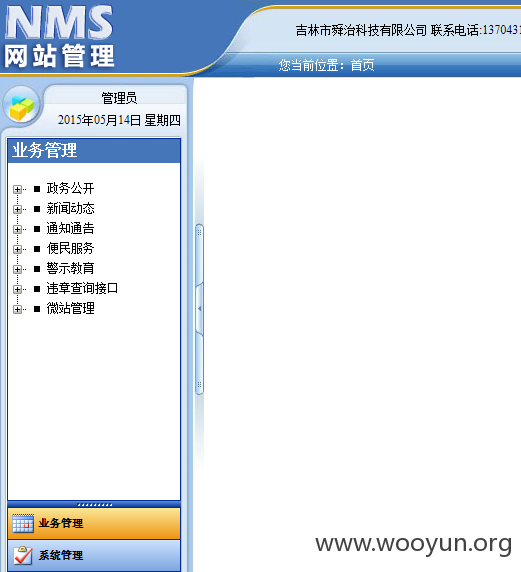 NMS
网站管理
吉林市舜治科技有限公司 联系电话:137043
您当前位置：首页
管理员
2015年05月14日 星期四
业务管理
政务公开
新闻动态
通知通告
便民服务
警示教育
违章查询接口
微站管理
业务管理
系统管理
www.wooyun.org